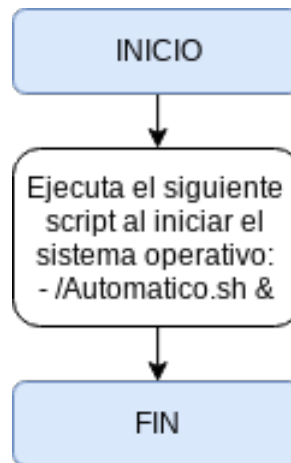 INICIO
Ejecuta el siguiente
script al iniciar el
sistema operativo:
- /Automatico.sh &
FIN